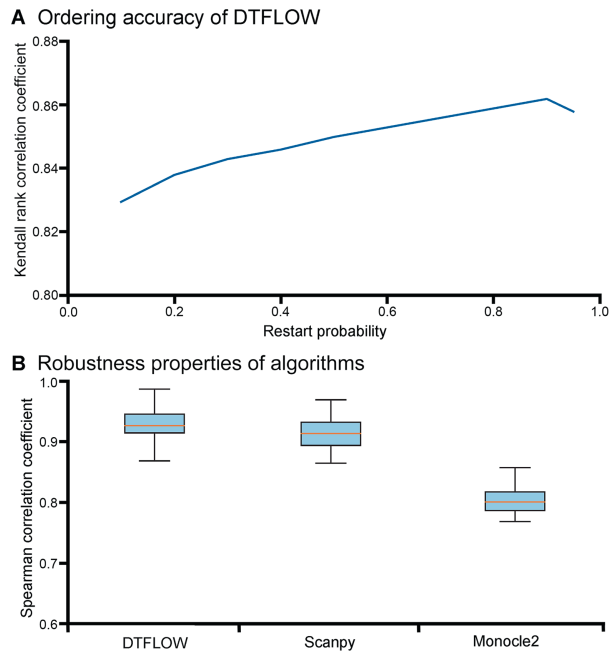 A Ordering accuracy of DTFLOW
Kendall rank correlation coefficient
0.88
0.86
0.84
0.82
0.80
0.0 0.2 0.4 0.6 0.8 1.0
Restart probability
B Robustness properties of algorithms
Spearman correlation coefficient
1.0
0.9
0.8
0.7
0.6
DTFLOW Scanpy Monocle2